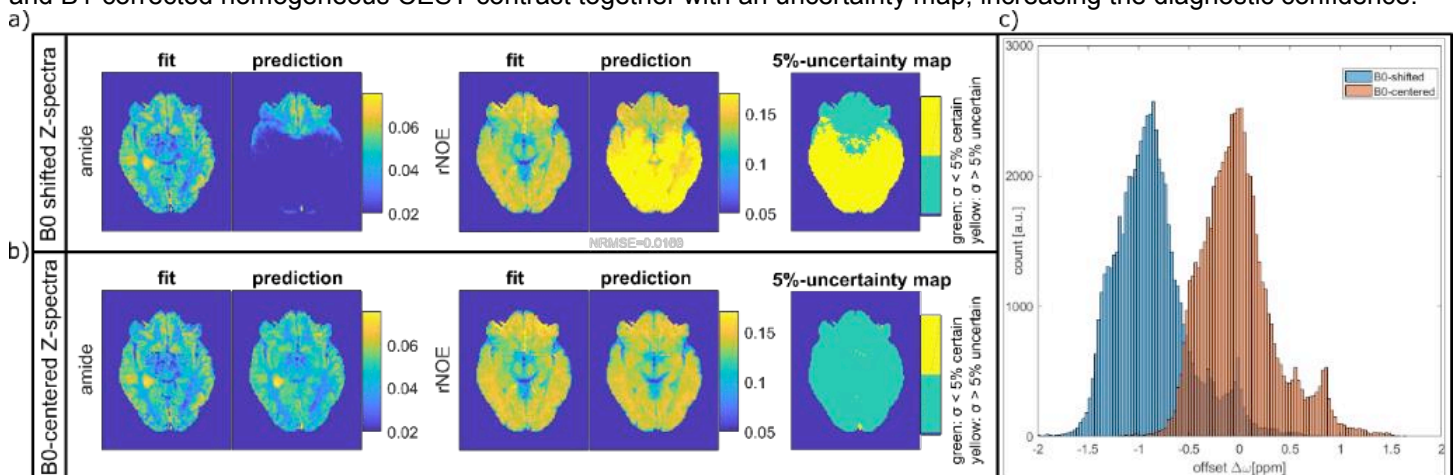 and B1 corrected homogeneous CEST contrast together with an uncertainty map, increasing the diagnostic confidence.
a)
B0 shifted Z-spectra
fit
prediction
5%-uncertainty map
amide
0.06
0.04
0.02
rNOE
0.15
0.1
0.05
green: σ < 5% certain
yellow: σ > 5% uncertain
NRMSE=0.0169
b)
B0-centered Z-spectra
fit
prediction
fit
prediction
5%-uncertainty map
amide
0.06
0.04
0.02
rNOE
0.15
0.1
0.05
green: σ < 5% certain
yellow: σ > 5% uncertain
c)
B0-shifted
B0-centered
count [a.u.]
3000
2000
1000
0
-2
-1.5
-1
-0.5
0
0.5
1
1.5
2
offset Δω[ppm]